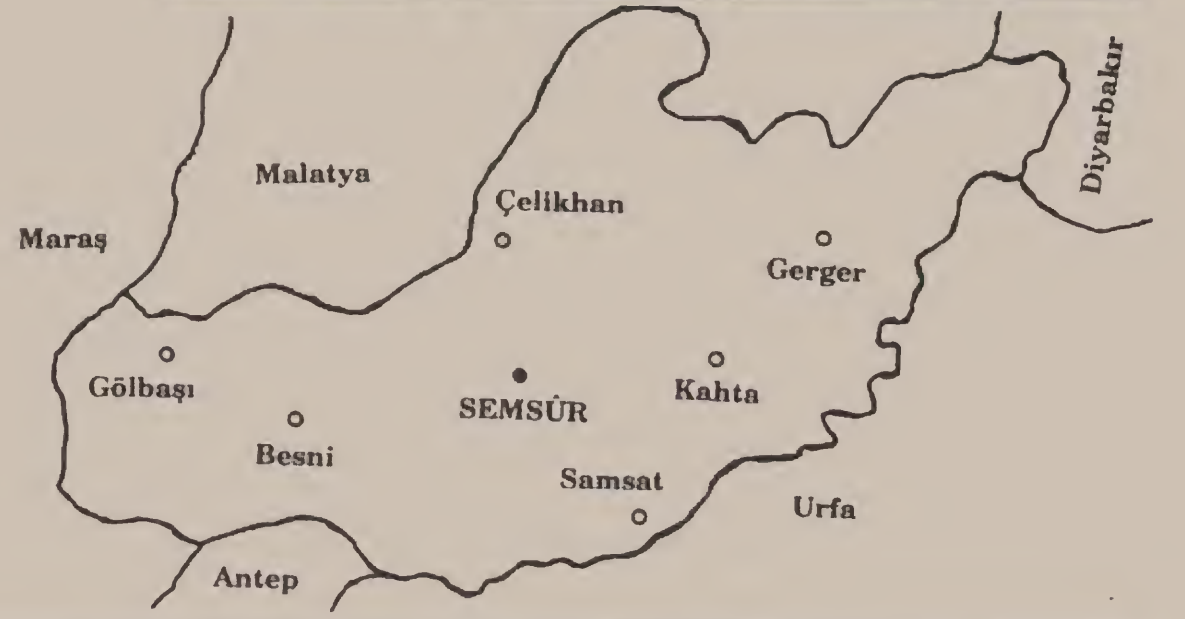 Diyarbakır
Malatya
Çelikhan
Maraş
Gerger
Gölbaşı
SEMSÛR
Kahta
Besni
Samsat
Urfa
Antep